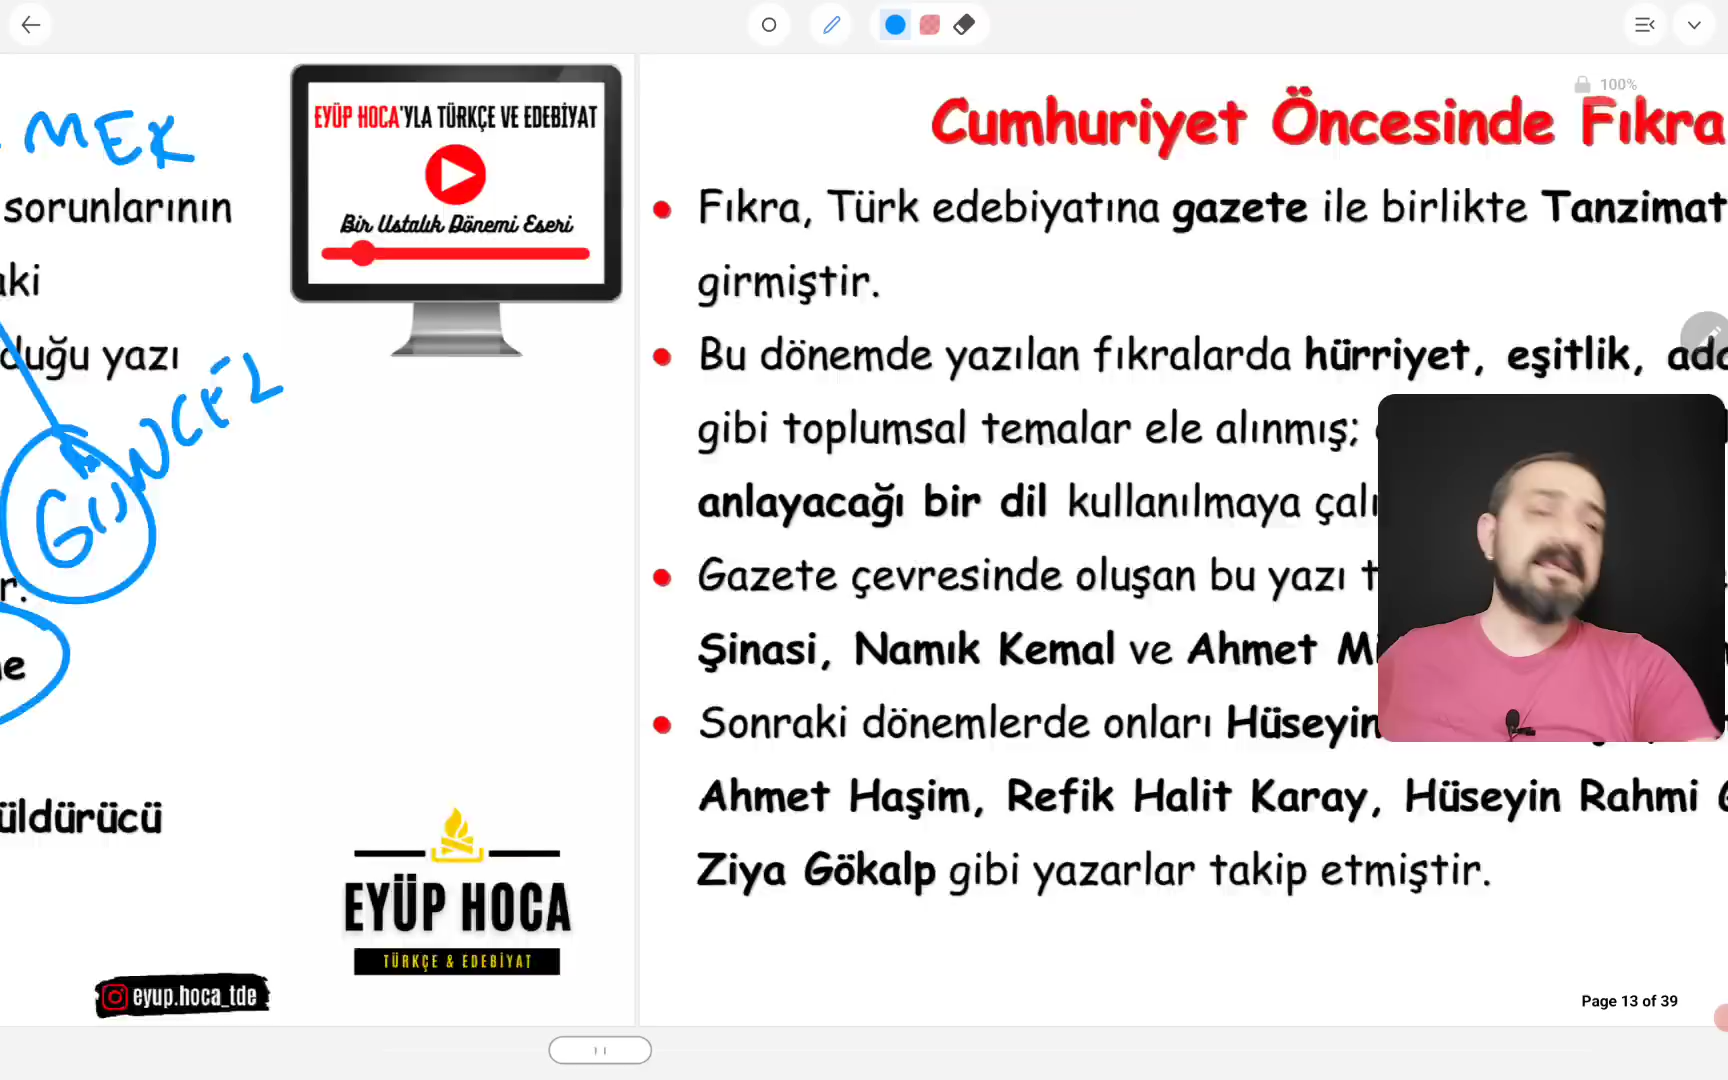 MEK
sorunlarının
duğu yazı
GÜNCEL
üldürücü
EYÜP HOCA'YLA TÜRKÇE VE EDEBİYAT
Bir Ustalık Dönemi Eseri
EYÜP HOCA
TÜRKÇE & EDEBİYAT
eyup.hoca_tde
100%
Cumhuriyet Öncesinde Fıkra
Fıkra, Türk edebiyatına gazete ile birlikte Tanzimat
girmiştir.
Bu dönemde yazılan fıkralarda hürriyet, eşitlik,
gibi toplumsal temalar ele alınmış;
anlayacağı bir dil kullanılmaya
Gazete çevresinde oluşan bu yazı
Şinasi, Namık Kemal ve Ahmet
Sonraki dönemlerde onları Hüseyin
Ahmet Haşim, Refik Halit Karay, Hüseyin Rahmi
Ziya Gökalp gibi yazarlar takip etmiştir.
Page 13 of 39